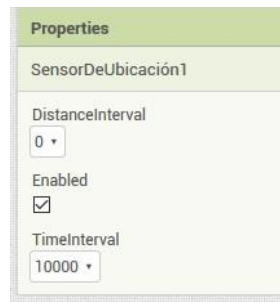 Properties
SensorDeUbicación1
DistanceInterval
0
Enabled
TimeInterval
10000